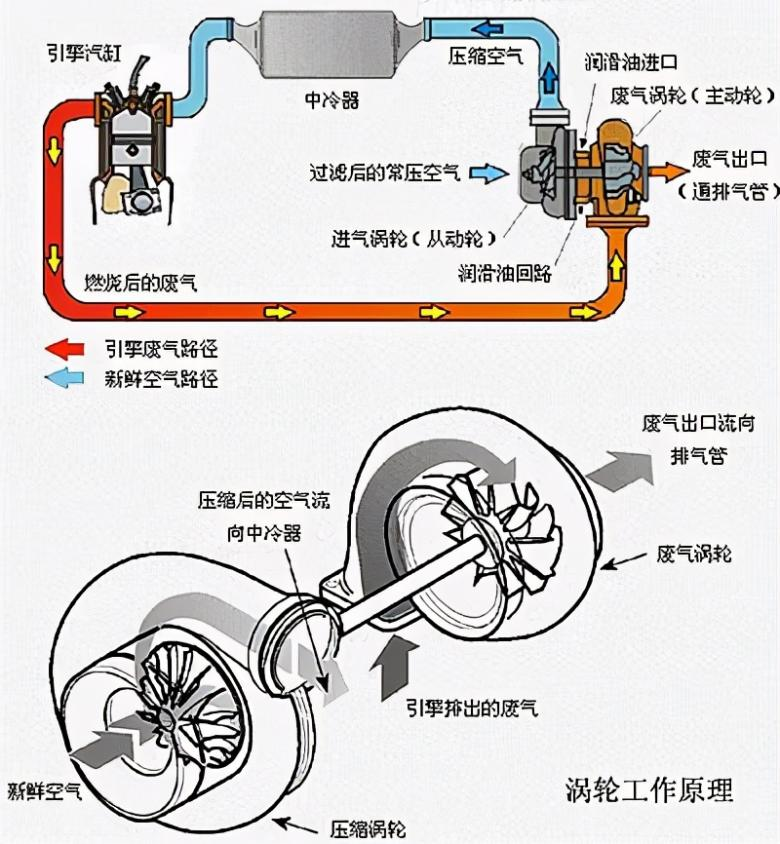 引擎汽缸
压缩空气
润滑油进口
中冷器
废气涡轮(主动轮)
过滤后的常压空气
废气出口
(通排气管)
进气涡轮(从动轮)
润滑油回路
燃烧后的废气
引擎废气路径
新鲜空气路径
废气出口流向
排气管
压缩后的空气流
向中冷器
废气涡轮
引擎排出的废气
新鲜空气
涡轮工作原理
压缩涡轮